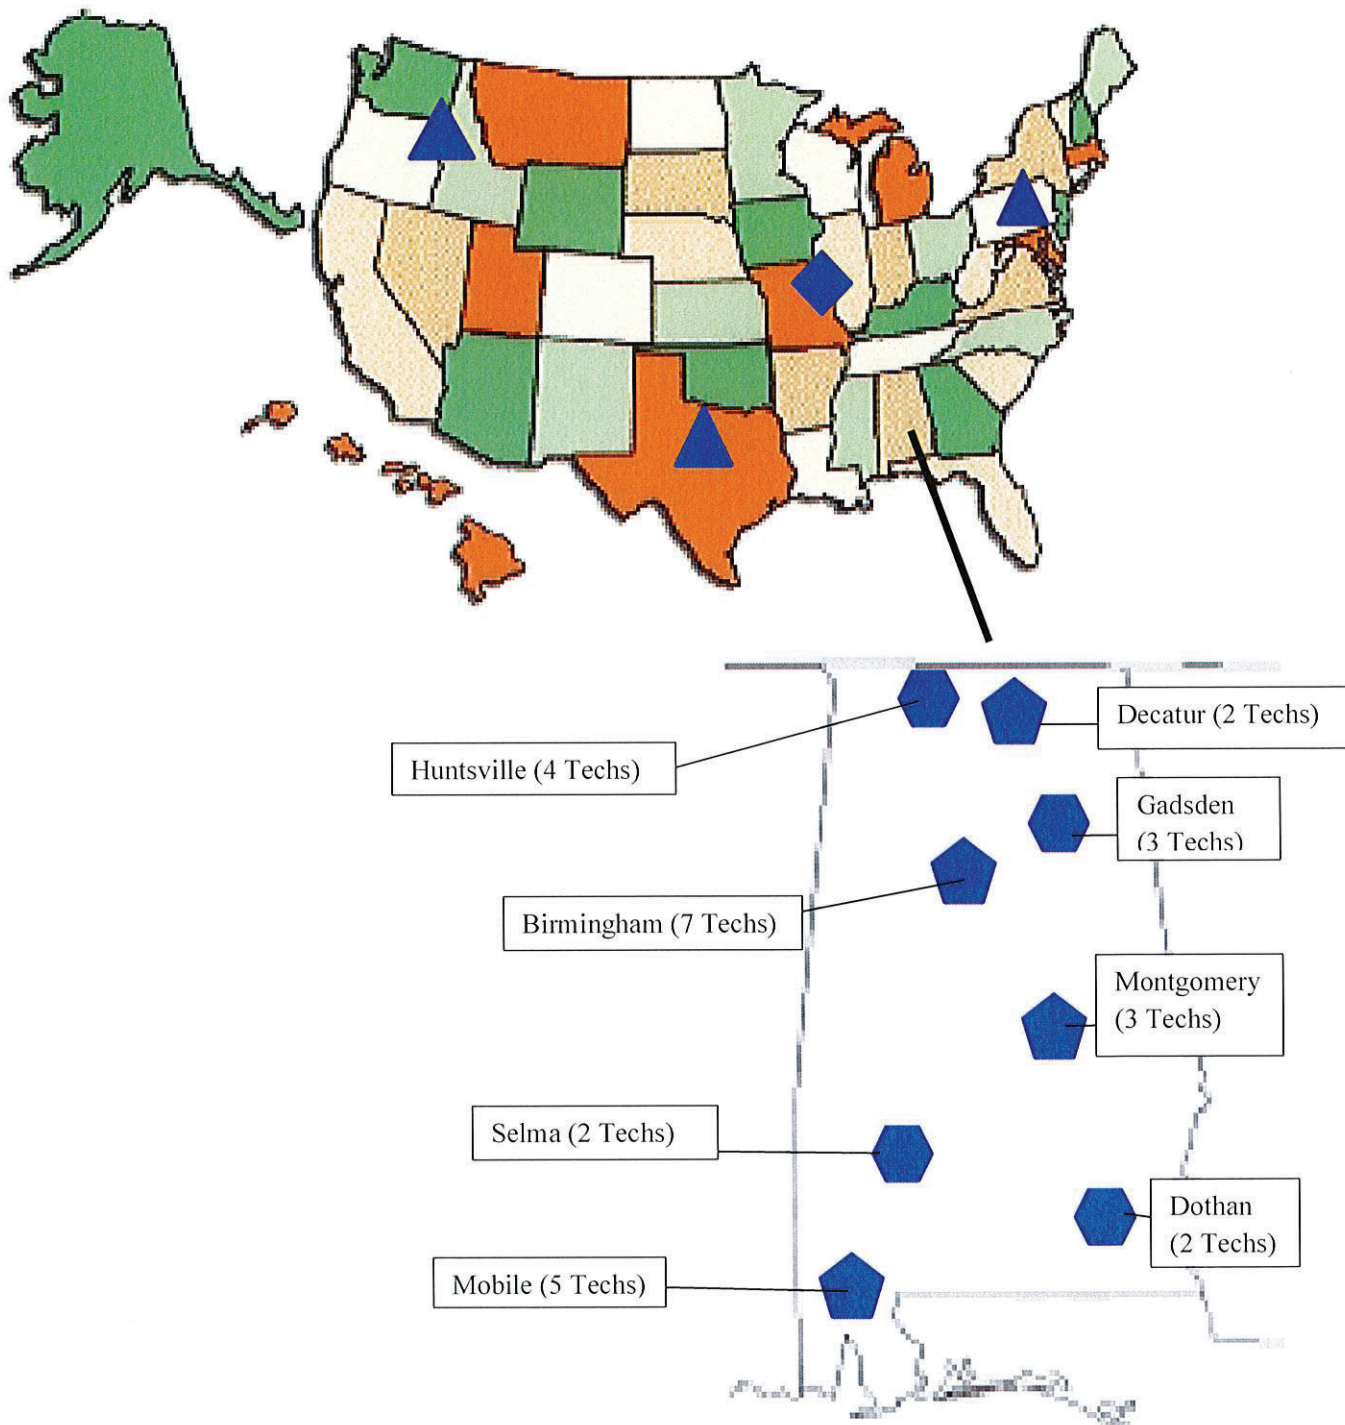 Decatur (2 Techs)
Huntsville (4 Techs)
Gadsden
(3 Techs)
Birmingham (7 Techs)
Montgomery
(3 Techs)
Selma (2 Techs)
Dothan
(2 Techs)
Mobile (5 Techs)